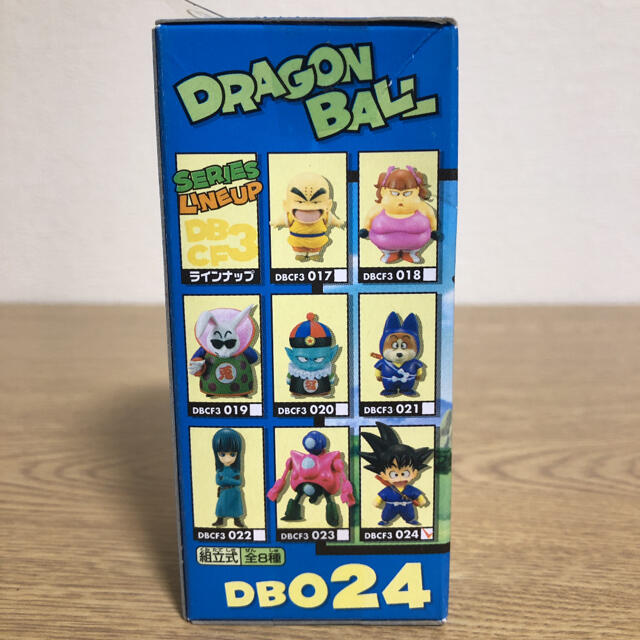 DRAGON
BALL
SERIES
LINEUP
DB
CF3
ラインナップ
DBCF3 017
DBCF3 018
DBCF3 019
DBCF3 020
DBCF3 021
DBCF3 022
DBCF3 023
DBCF3 024
組立式 全8種
DB024